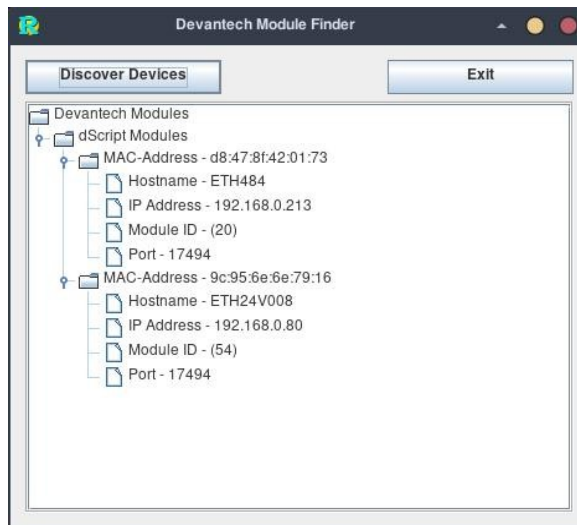 Devantech Module Finder
Discover Devices
Exit
Devantech Modules
dScript Modules
MAC-Address - d8:47:8f:42:01:73
Hostname - ETH484
IP Address - 192.168.0.213
Module ID - (20)
Port - 17494
MAC-Address - 9c:95:6e:6e:79:16
Hostname - ETH24V008
IP Address - 192.168.0.80
Module ID - (54)
Port - 17494